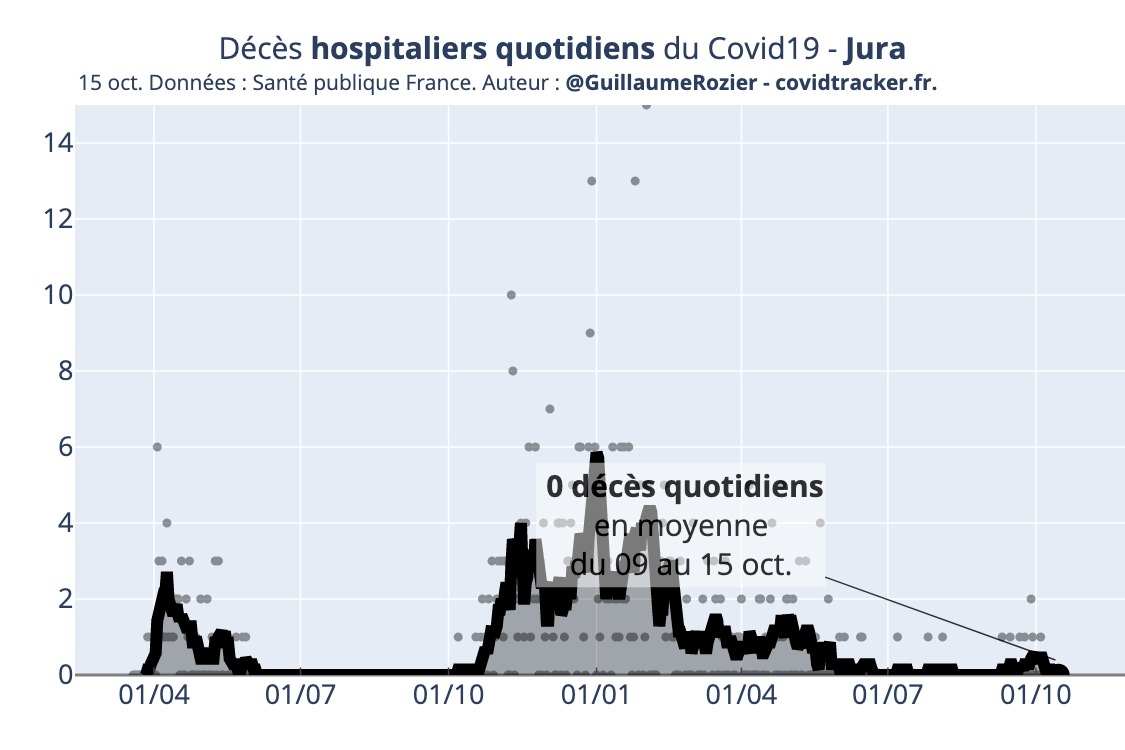 Décès hospitaliers quotidiens du Covid19 - Jura
15 oct. Données : Santé publique France. Auteur : @GuillaumeRozier - covidtracker.fr.
14
12
10
8
6
4
2
0
0 décès quotidiens
en moyenne
du 09 au 15 oct.
01/04 01/07 01/10 01/01 01/04 01/07 01/10